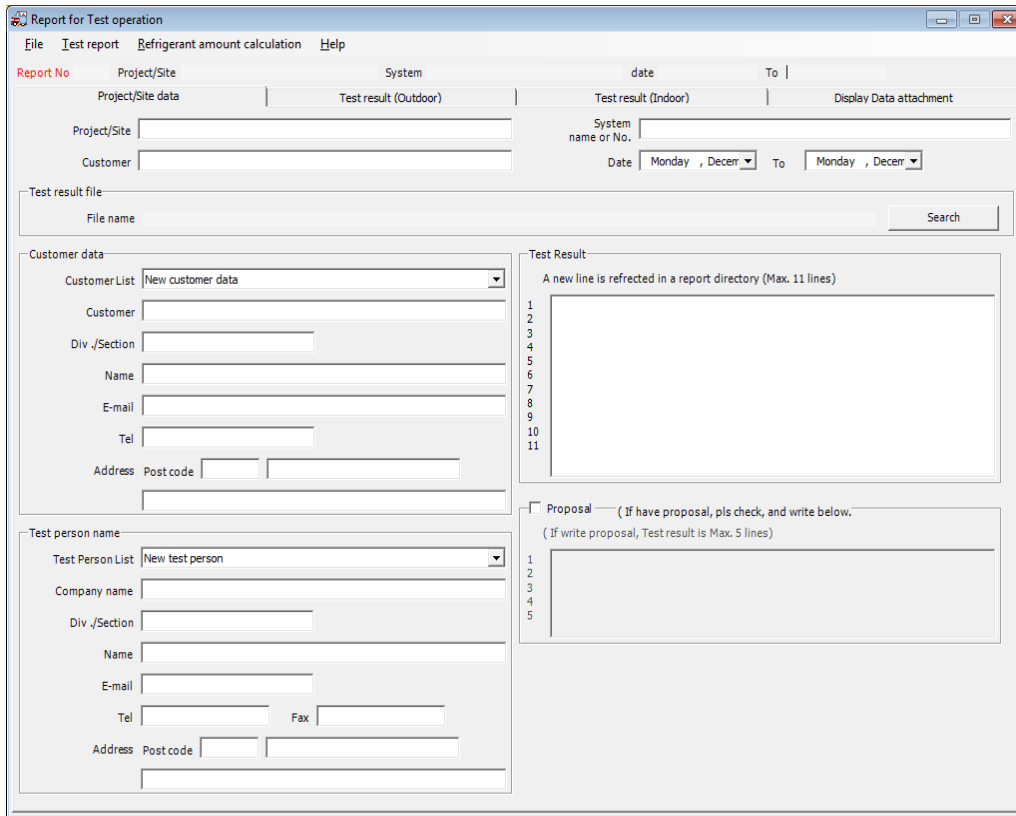 Report for Test operation
File Test report Refrigerant amount calculation Help
Report No Project/Site System date To
Project/Site data Test result (Outdoor) Test result (Indoor) Display Data attachment
Project/Site System name or No.
Customer Date Monday , Decem To Monday , Decem
Test result file
File name Search
Customer data
Customer List New customer data
Customer
Div ./Section
Name
E-mail
Tel
Address Post code
Test person name
Test Person List New test person
Company name
Div ./Section
Name
E-mail
Tel Fax
Address Post code
Test Result
A new line is refrected in a report directory (Max. 11 lines)
1
2
3
4
5
6
7
8
9
10
11
Proposal ( If have proposal, pls check, and write below.
( If write proposal, Test result is Max. 5 lines)
1
2
3
4
5